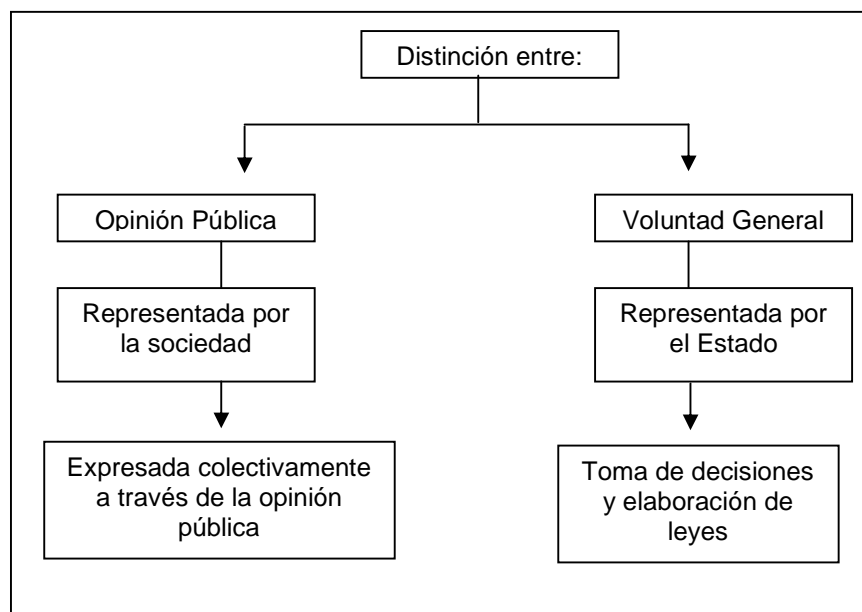 Distinción entre:
Opinión Pública
Voluntad General
Representada por
la sociedad
Representada por
el Estado
Expresada colectivamente
a través de la opinión
pública
Toma de decisiones
y elaboración de
leyes